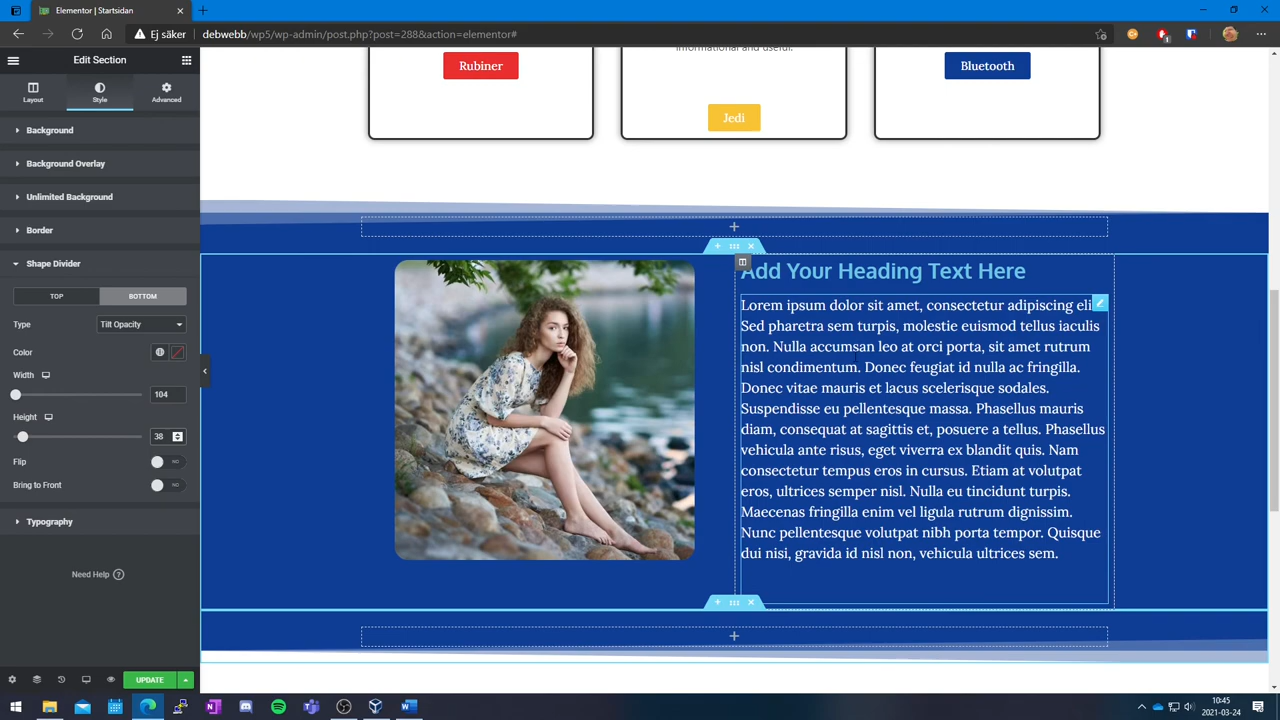 Elementor | Testsida
Ej säker
debwebb/wp5/wp-admin/post.php?post=288&action=elementor#
Edit Section
Layout
Style
Advanced
Background
Background Overlay
Unlimited Background
Border
Shape Divider
TOP
BOTTOM
Type
Tilt Opacity
Color
Width
104
Height
38
Flip
Bring to Front
Typography
Need Help
UPDATE
informational and useful.
Rubiner
Jedi
Bluetooth
Add Your Heading Text Here
Lorem ipsum dolor sit amet, consectetur adipiscing eli
Sed pharetra sem turpis, molestie euismod tellus iaculis
non. Nulla accumsan leo at orci porta, sit amet rutrum
nisl condimentum. Donec feugiat id nulla ac fringilla.
Donec vitae mauris et lacus scelerisque sodales.
Suspendisse eu pellentesque massa. Phasellus mauris
diam, consequat at sagittis et, posuere a tellus. Phasellus
vehicula ante risus, eget viverra ex blandit quis. Nam
consectetur tempus eros in cursus. Etiam at volutpat
eros, ultrices semper nisl. Nulla eu tincidunt turpis.
Maecenas fringilla enim vel ligula rutrum dignissim.
Nunc pellentesque volutpat nibh porta tempor. Quisque
dui nisi, gravida id nisl non, vehicula ultrices sem.
10:45
2021-03-24